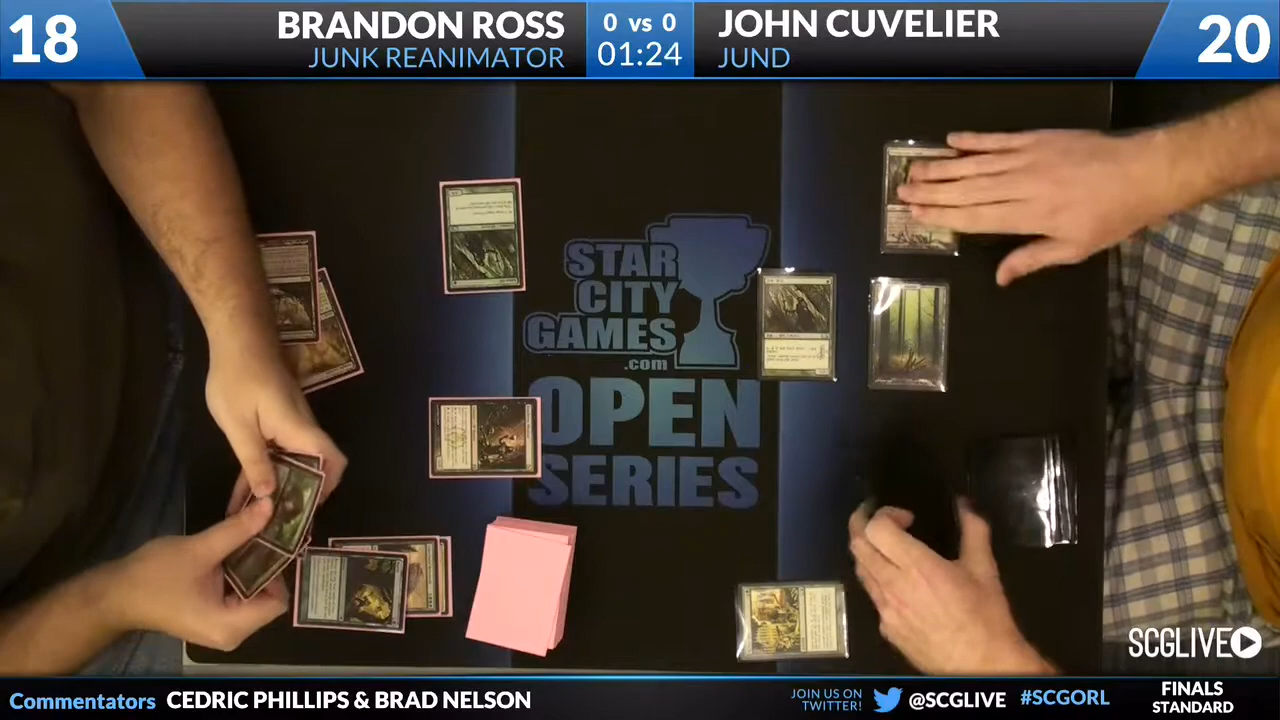 18
BRANDON ROSS
JUNK REANIMATOR
0 vs 0
01:24
JOHN CUVELIER
JUND
20
STAR
CITY
GAMES
.com
OPEN
SERIES
SCGLIVE
Commentators CEDRIC PHILLIPS & BRAD NELSON
JOIN US ON
TWITTER!
@SCGLIVE
#SCGORL
FINALS
STANDARD